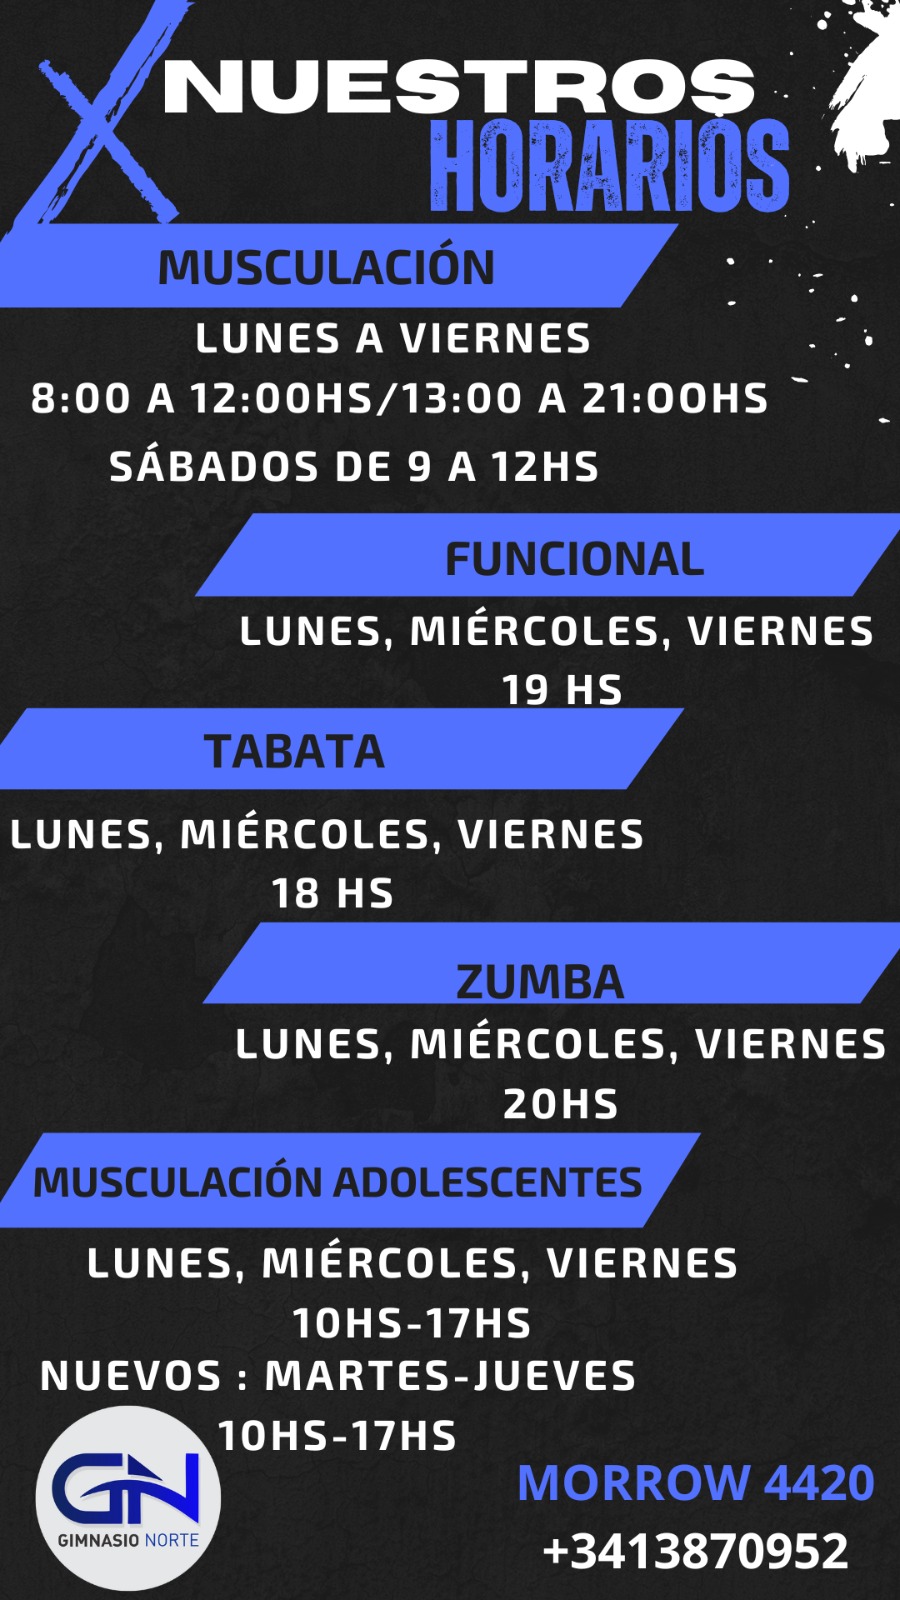 NUESTROS
HORARIOS
MUSCULACIÓN
LUNES A VIERNES
8:00 A 12:00HS/13:00 A 21:00HS
SÁBADOS DE 9 A 12HS
FUNCIONAL
LUNES, MIÉRCOLES, VIERNES
19 HS
TABATA
LUNES, MIÉRCOLES, VIERNES
18 HS
ZUMBA
LUNES, MIÉRCOLES, VIERNES
20HS
MUSCULACIÓN ADOLESCENTES
LUNES, MIÉRCOLES, VIERNES
10HS-17HS
NUEVOS : MARTES-JUEVES
10HS-17HS
GN
GIMNASIO NORTE
MORROW 4420
+3413870952